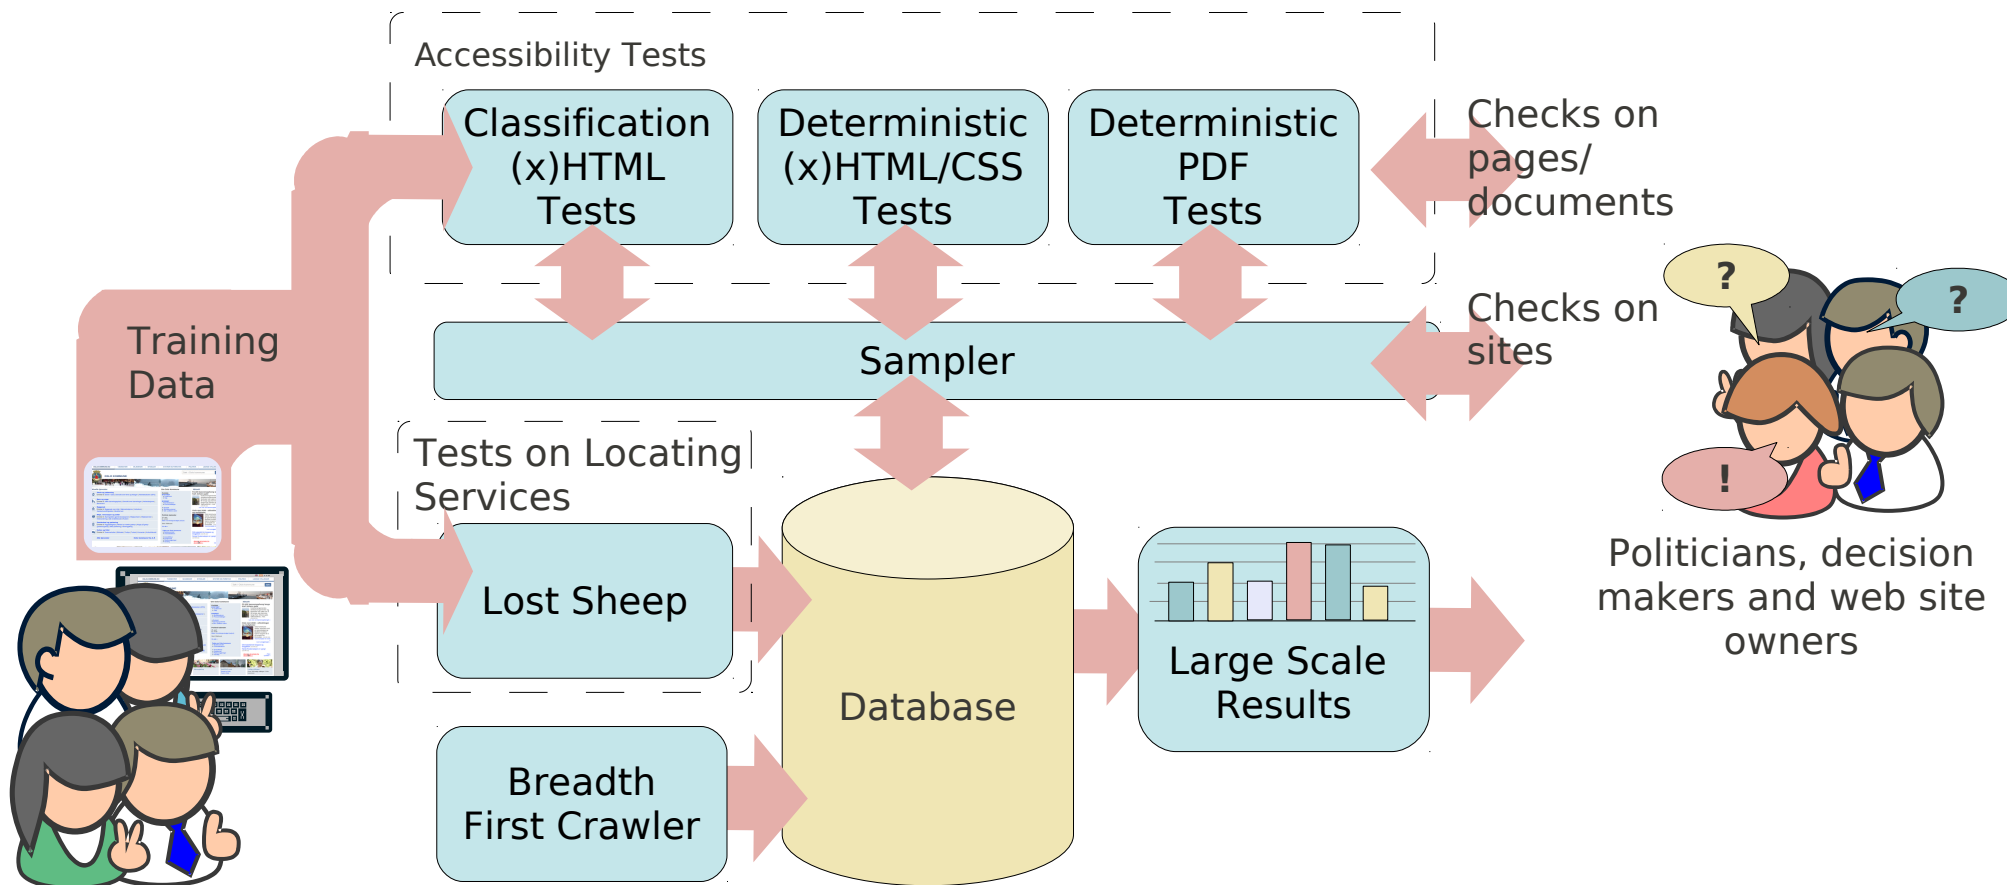 Accessibility Tests
Classification
(x)HTML
Tests
Deterministic
(x)HTML/CSS
Tests
Deterministic
PDF
Tests
Checks on
pages/
documents
Training
Data
Sampler
Checks on
sites
?
?
!
Tests on Locating
Services
Lost Sheep
Database
Large Scale
Results
Politicians, decision
makers and web site
owners
Breadth
First Crawler